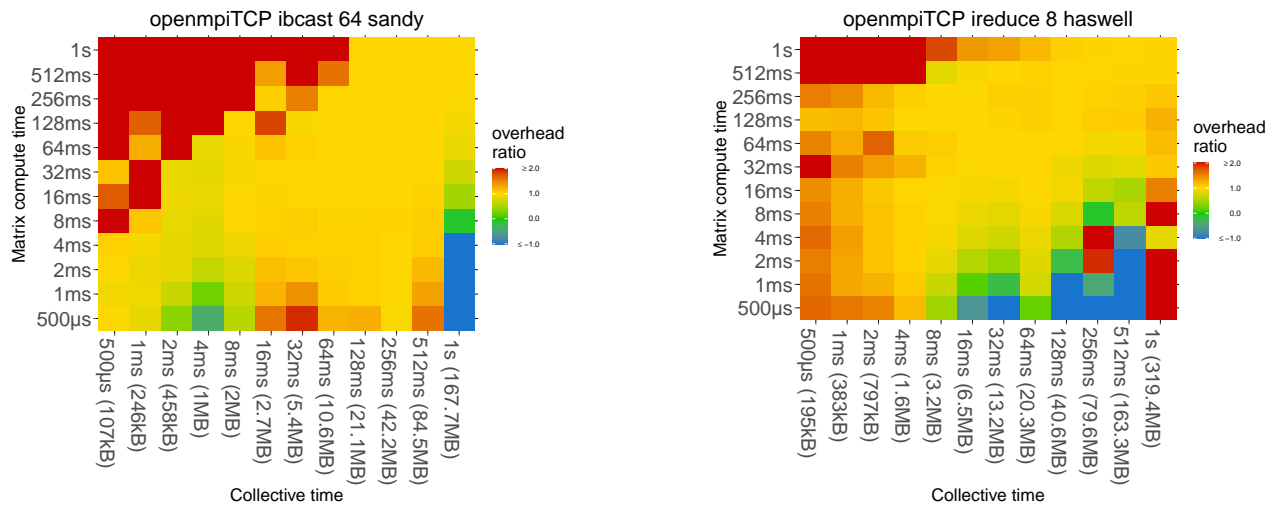 openmpiTCP ibcast 64 sandy
Matrix compute time
1s
512ms
256ms
128ms
64ms
32ms
16ms
8ms
4ms
2ms
1ms
500μs
500μs (107kB)
1ms (246kB)
2ms (458kB)
4ms (1MB)
8ms (2MB)
16ms (2.7MB)
32ms (5.4MB)
64ms (10.6MB)
128ms (21.1MB)
256ms (42.2MB)
512ms (84.5MB)
1s (167.7MB)
Collective time
overhead
ratio
≥ 2.0
1.0
0.0
≤ −1.0
openmpiTCP ireduce 8 haswell
Matrix compute time
1s
512ms
256ms
128ms
64ms
32ms
16ms
8ms
4ms
2ms
1ms
500μs
500μs (195kB)
1ms (383kB)
2ms (797kB)
4ms (1.6MB)
8ms (3.2MB)
16ms (6.5MB)
32ms (13.2MB)
64ms (20.3MB)
128ms (40.6MB)
256ms (79.6MB)
512ms (163.3MB)
1s (319.4MB)
Collective time
overhead
ratio
≥ 2.0
1.0
0.0
≤ −1.0